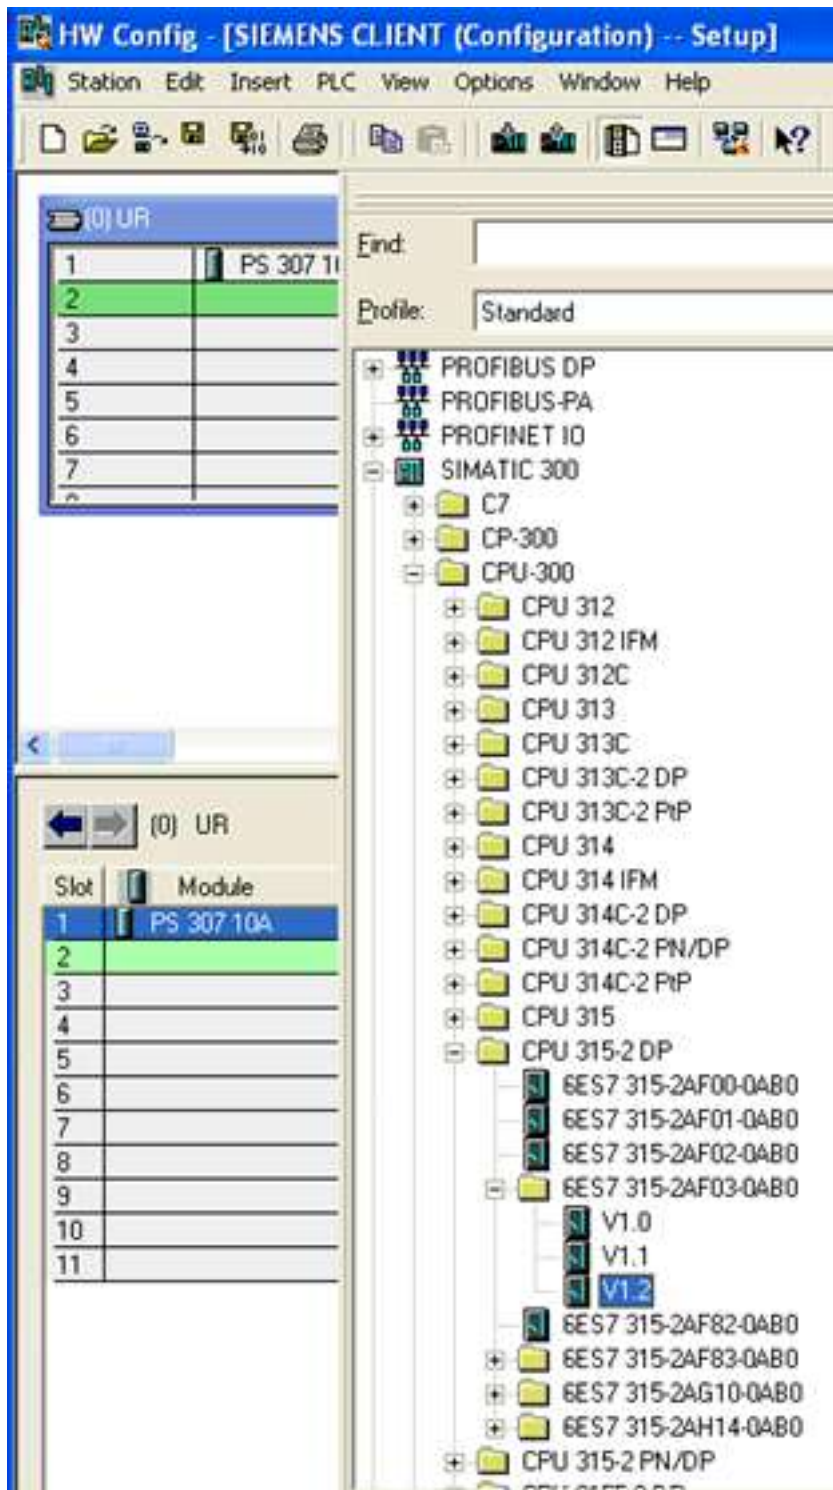 HW Config - [SIEMENS CLIENT (Configuration) -- Setup]
Station Edit Insert PLC View Options Window Help
(0) UR
1 PS 307 10
2
3
4
5
6
7
Find:
Profile: Standard
PROFIBUS DP
PROFIBUS-PA
PROFINET IO
SIMATIC 300
C7
CP-300
CPU-300
CPU 312
CPU 312 IFM
CPU 312C
CPU 313
CPU 313C
CPU 313C-2 DP
CPU 313C-2 PtP
CPU 314
CPU 314 IFM
CPU 314C-2 DP
CPU 314C-2 PN/DP
CPU 314C-2 PtP
CPU 315
CPU 315-2 DP
6ES7 315-2AF00-0AB0
6ES7 315-2AF01-0AB0
6ES7 315-2AF02-0AB0
6ES7 315-2AF03-0AB0
V1.0
V1.1
V1.2
6ES7 315-2AF82-0AB0
6ES7 315-2AF83-0AB0
6ES7 315-2AG10-0AB0
6ES7 315-2AH14-0AB0
CPU 315-2 PN/DP
(0) UR
Slot Module
1 PS 307 10A
2
3
4
5
6
7
8
9
10
11